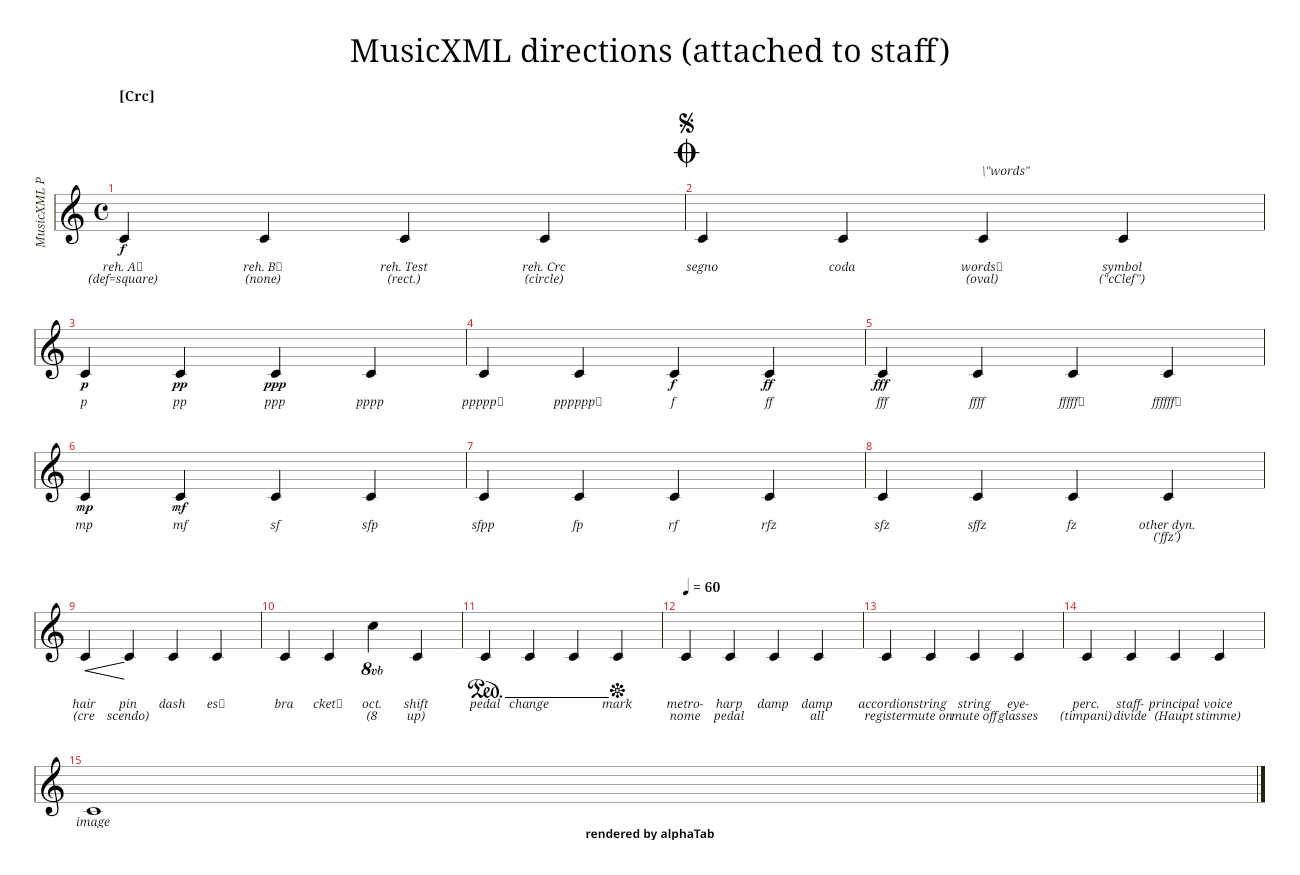 MusicXML directions (attached to staff)
[Crc]
\"words"
MusicXML P
1 2
f
reh. A reh. B reh. Test reh. Crc segno coda words symbol
(def=square) (none) (rect.) (circle) (oval) ("cClef")
3 4 5
p pp ppp f ff fff
p pp ppp pppp ppppp pppppp f ff fff ffff fffff ffffff
6 7 8
mp mf
mp mf sf sfp sfpp fp rf rfz sfz sffz fz other dyn.
('ffz')
= 60
9 10 11 12 13 14
8vb
Ped.
hair pin dash es bra cket oct. shift pedal change mark metro- harp damp damp accordion string string eye- perc. staff- principal voice
(cre scendo) (8 up) nome pedal all register mute on mute off glasses (timpani) divide (Haupt stimme)
15
image
rendered by alphaTab